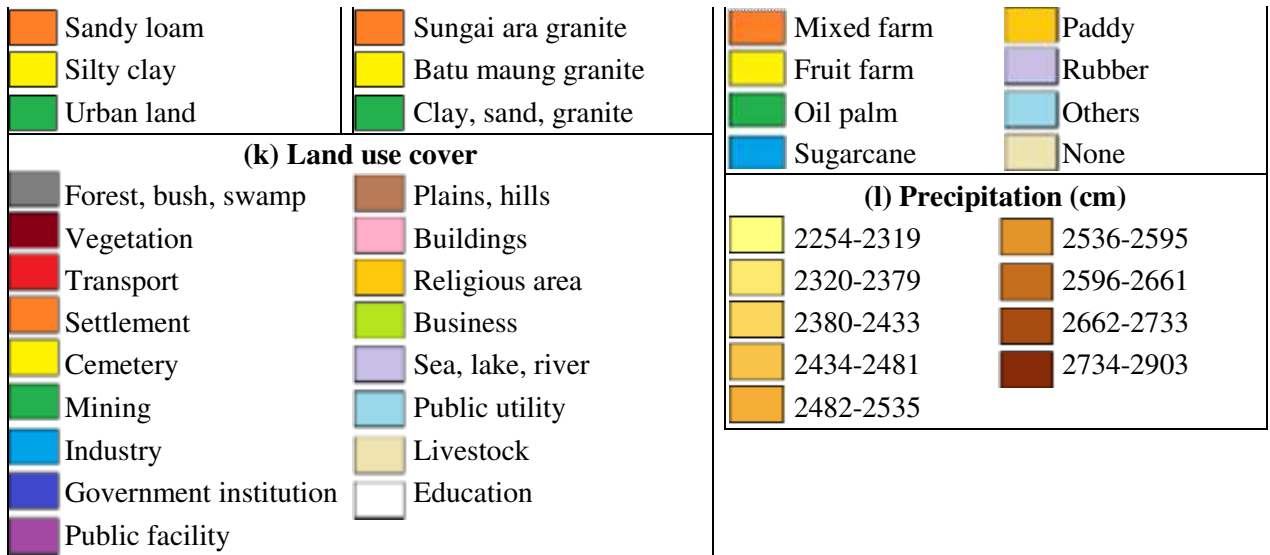 Sandy loam
Silty clay
Urban land
Sungai ara granite
Batu maung granite
Clay, sand, granite
(k) Land use cover
Forest, bush, swamp
Vegetation
Transport
Settlement
Cemetery
Mining
Industry
Government institution
Public facility
Plains, hills
Buildings
Religious area
Business
Sea, lake, river
Public utility
Livestock
Education
Mixed farm
Fruit farm
Oil palm
Sugarcane
Paddy
Rubber
Others
None
(l) Precipitation (cm)
2254-2319
2320-2379
2380-2433
2434-2481
2482-2535
2536-2595
2596-2661
2662-2733
2734-2903